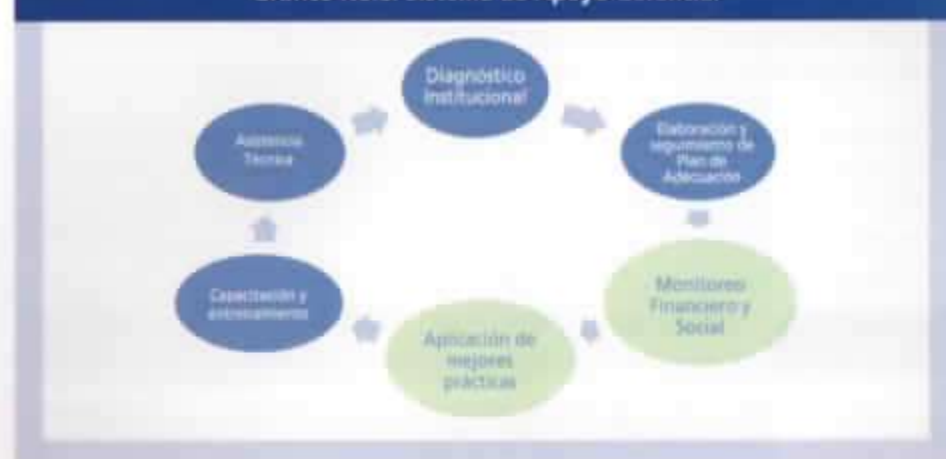 Diagnóstico
Institucional
Elaboración y
seguimiento de
Plan de
Adecuación
Monitoreo
Financiero y
Social
Aplicación de
mejores
prácticas
Capacitación y
entrenamiento
Asistencia
Técnica